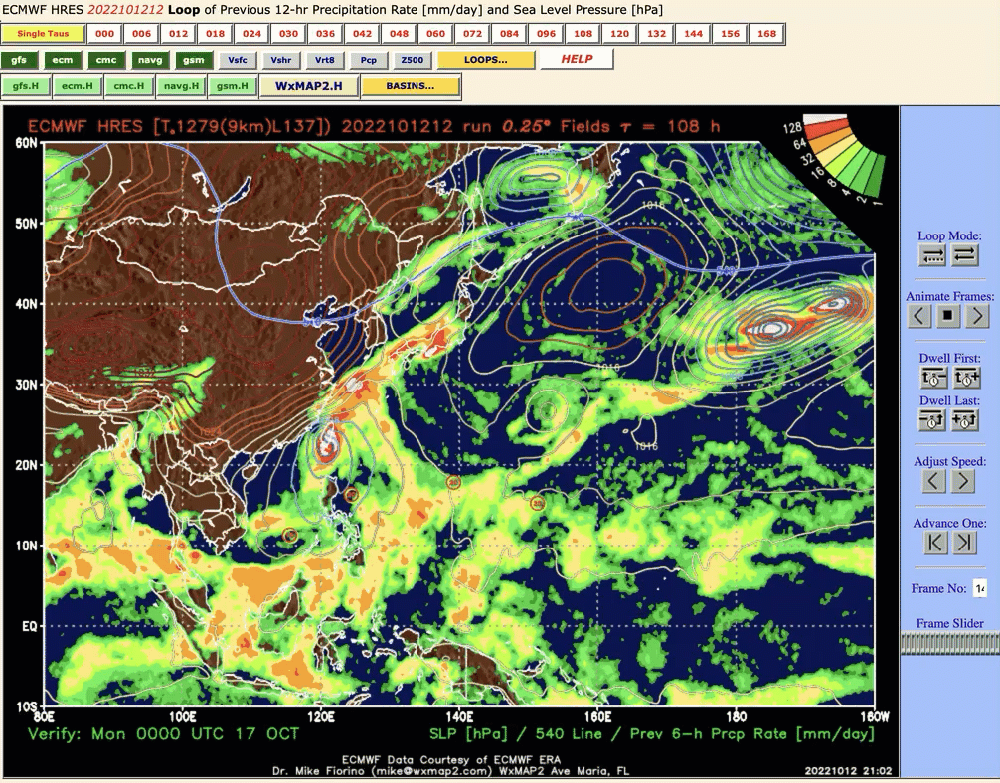 ECMWF HRES 2022101212 Loop of Previous 12-hr Precipitation Rate [mm/day] and Sea Level Pressure [hPa]
Single Taus 000 006 012 018 024 030 036 042 048 060 072 084 096 108 120 132 144 156 168
gfs ecm cmc navg gsm Vsfc Vshr Vrt8 Pcp Z500 LOOPS... HELP
gfs.H ecm.H cmc.H navg.H gsm.H WxMAP2.H BASINS...
ECMWF HRES [T 1279(9km)L137]) 2022101212 run 0.25° Fields τ = 108 h
128
64
32
16
8
4
2
1
60N
50N
40N
30N
20N
10N
EQ
10S
80E 100E 120E 140E 160E 180 160W
1016
540
540
540
1016
1016
20
20
Verify: Mon 0000 UTC 17 OCT
SLP [hPa] / 540 Line / Prev 6-h Prcp Rate [mm/day]
ECMWF Data Courtesy of ECMWF ERA
Dr. Mike Fiorino (mike@wxmap2.com) WxMAP2 Ave Maria, FL
20221012 21:02
Loop Mode:
Animate Frames:
Dwell First:
Dwell Last:
Adjust Speed:
Advance One:
Frame No:
Frame Slider